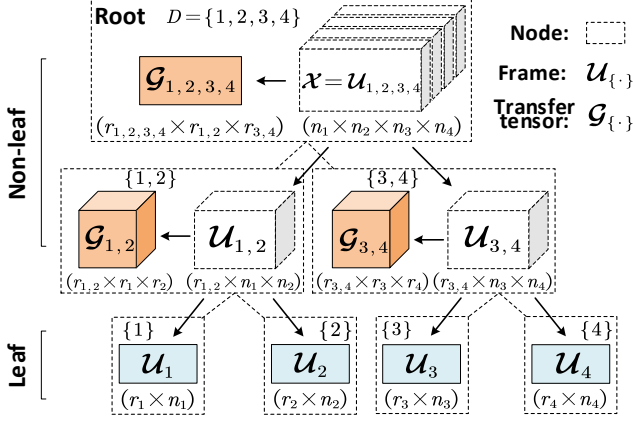 Root D={1,2,3,4}
Node:
𝒢₁,₂,₃,₄ 𝒳=𝒰₁,₂,₃,₄
Frame: 𝒰{·}
Transfer
tensor: 𝒢{·}
(r₁,₂,₃,₄×r₁,₂×r₃,₄) (n₁×n₂×n₃×n₄)
Non-leaf
{1,2} {3,4}
𝒢₁,₂ 𝒰₁,₂ 𝒢₃,₄ 𝒰₃,₄
(r₁,₂×r₁×r₂) (r₁,₂×n₁×n₂) (r₃,₄×r₃×r₄) (r₃,₄×n₃×n₄)
Leaf
{1} {2} {3} {4}
𝒰₁ 𝒰₂ 𝒰₃ 𝒰₄
(r₁×n₁) (r₂×n₂) (r₃×n₃) (r₄×n₄)